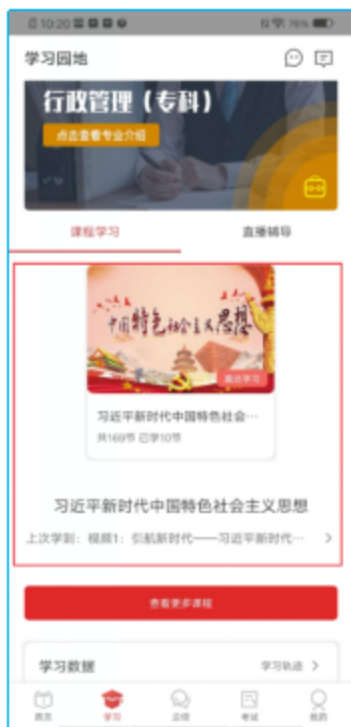 10:20
76%
学习园地
行政管理（专科）
点击查看专业介绍
课程学习
直播辅导
中国特色社会主义思想
最近学习
习近平新时代中国特色社会…
共169节 已学10节
习近平新时代中国特色社会主义思想
上次学到：视频1：引航新时代——习近平新时代…
查看更多课程
学习数据
学习轨迹
首页
学习
考试
我的